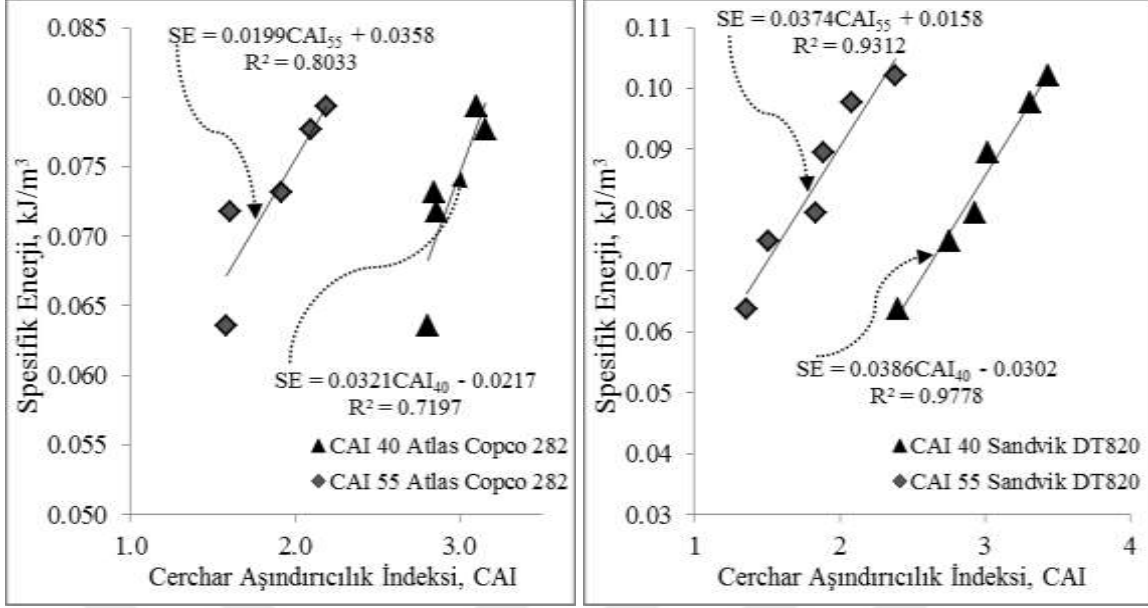 SE = 0.0199CAI₅₅ + 0.0358
R² = 0.8033
0.085
0.080
0.075
0.070
0.065
0.060
0.055
0.050
Spesifik Enerji, kJ/m³
SE = 0.0321CAI₄₀ - 0.0217
R² = 0.7197
CAI 40 Atlas Copco 282
CAI 55 Atlas Copco 282
1.0 2.0 3.0
Cerchar Aşındırıcılık İndeksi, CAI
SE = 0.0374CAI₅₅ + 0.0158
R² = 0.9312
0.11
0.10
0.09
0.08
0.07
0.06
0.05
0.04
0.03
Spesifik Enerji, kJ/m³
SE = 0.0386CAI₄₀ - 0.0302
R² = 0.9778
CAI 40 Sandvik DT820
CAI 55 Sandvik DT820
1 2 3 4
Cerchar Aşındırıcılık İndeksi, CAI